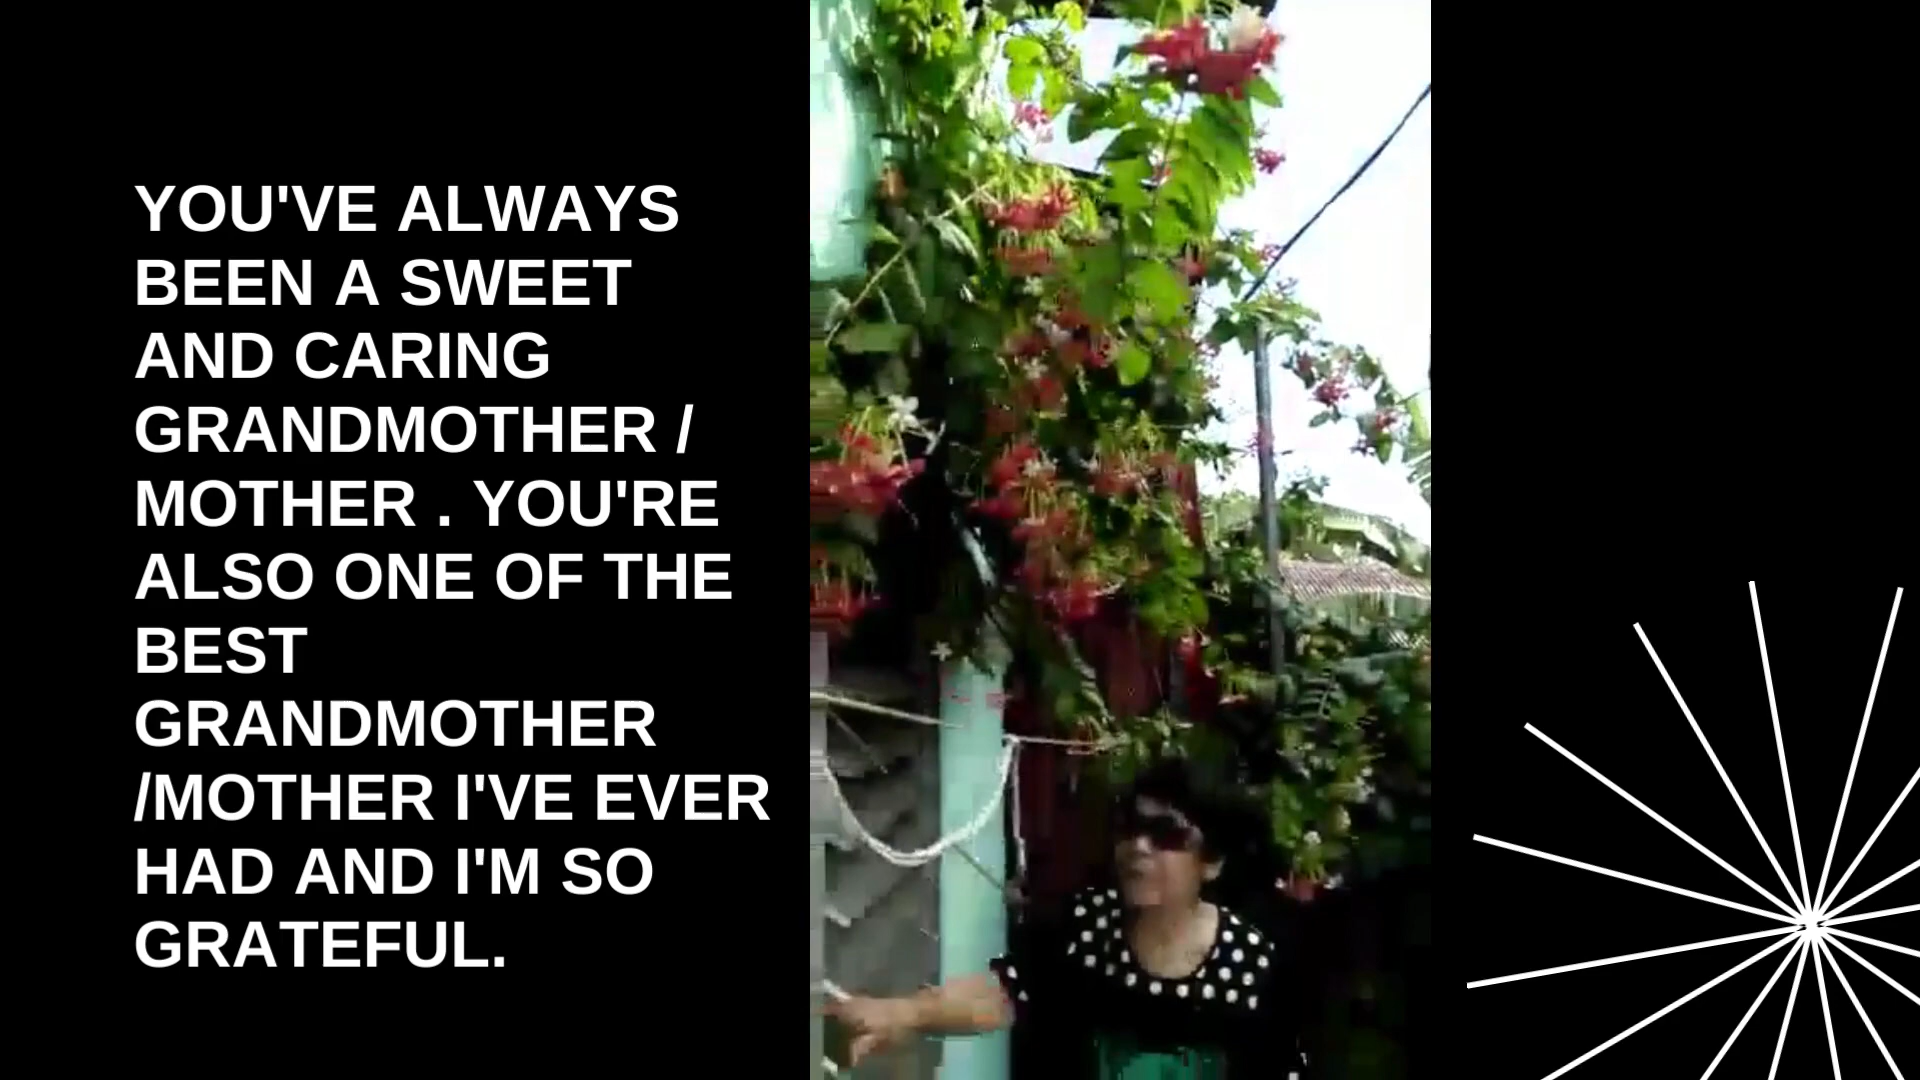 YOU'VE ALWAYS
BEEN A SWEET
AND CARING
GRANDMOTHER /
MOTHER . YOU'RE
ALSO ONE OF THE
BEST
GRANDMOTHER
/MOTHER I'VE EVER
HAD AND I'M SO
GRATEFUL.